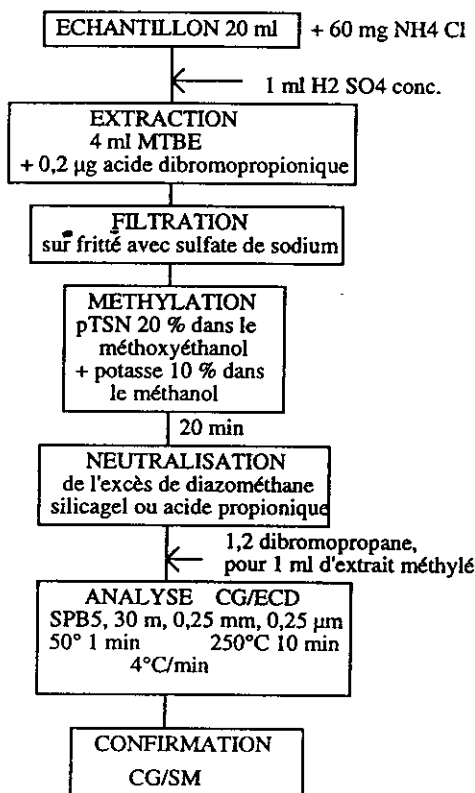 ECHANTILLON 20 ml + 60 mg NH4 Cl
1 ml H2 SO4 conc.
EXTRACTION
4 ml MTBE
+ 0,2 µg acide dibromopropionique
FILTRATION
sur fritté avec sulfate de sodium
METHYLATION
pTSN 20 % dans le
méthoxyéthanol
+ potasse 10 % dans
le méthanol
20 min
NEUTRALISATION
de l'excès de diazométhane
silicagel ou acide propionique
1,2 dibromopropane,
pour 1 ml d'extrait méthylé
ANALYSE CG/ECD
SPB5, 30 m, 0,25 mm, 0,25 µm
50° 1 min 250°C 10 min
4°C/min
CONFIRMATION
CG/SM